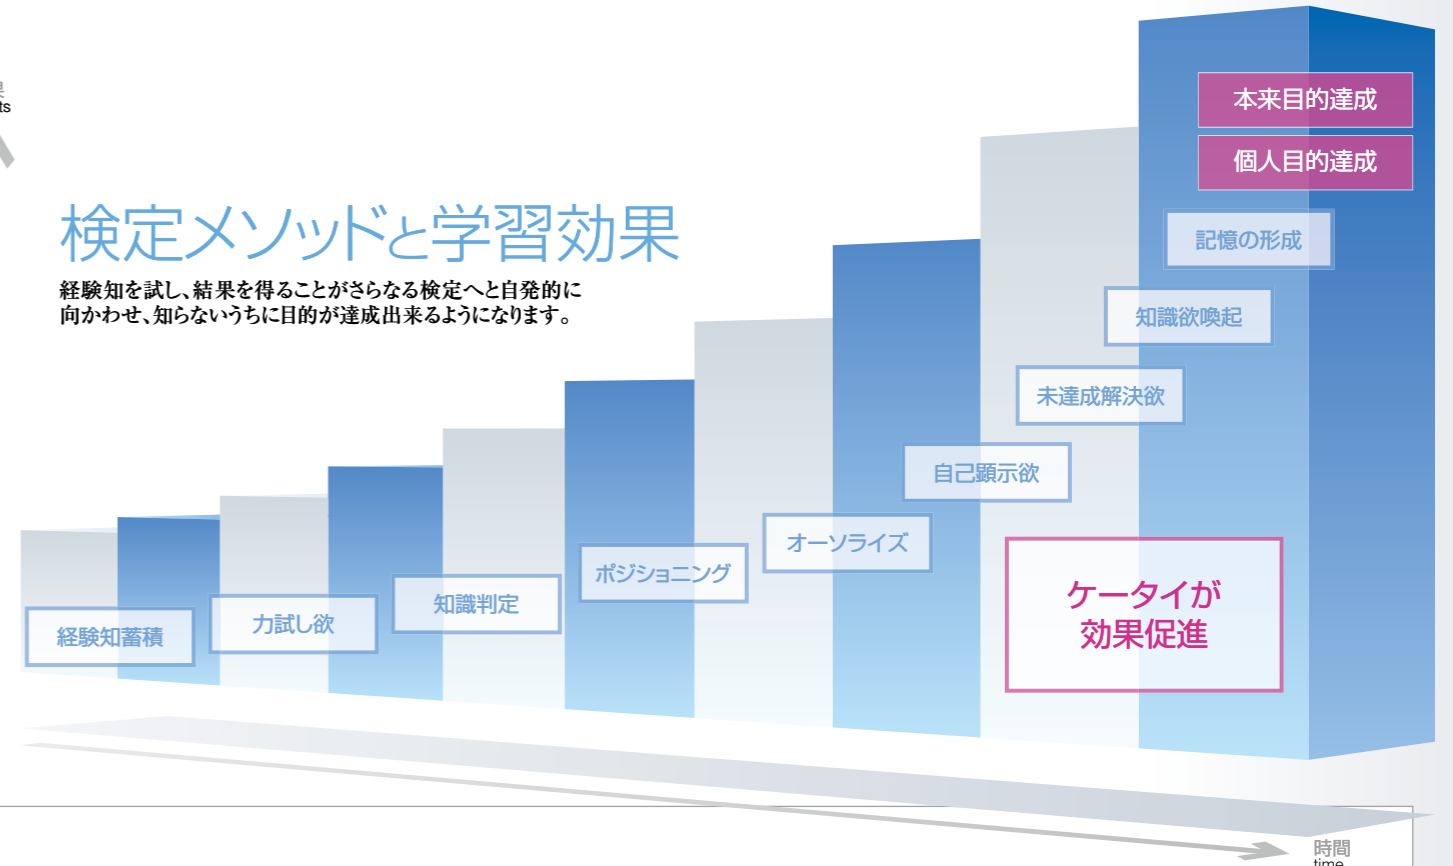 検定メソッドと学習効果
経験知を試し、結果を得ることがさらなる検定へと自発的に
向かわせ、知らないうちに目的が達成出来るようになります。
本来目的達成
個人目的達成
記憶の形成
知識欲喚起
未達成解決欲
自己顕示欲
オーソライズ
ポジショニング
知識判定
力試し欲
経験知蓄積
ケータイが
効果促進
時間
time